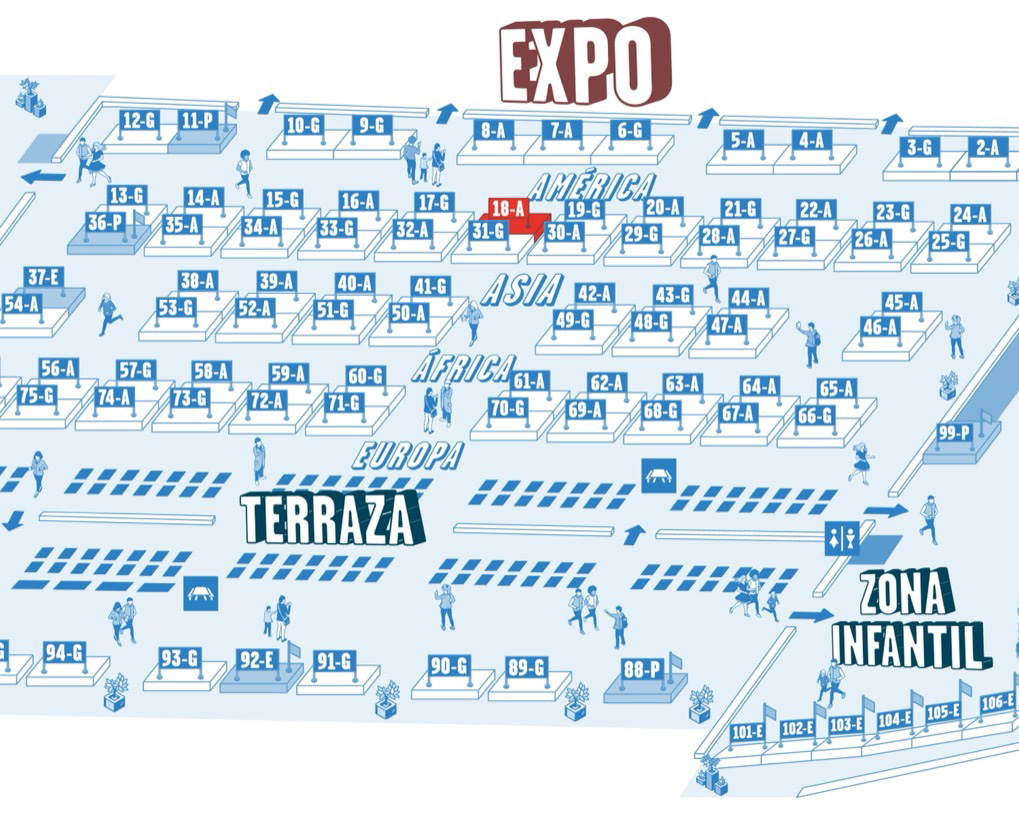 EXPO
12-G 11-P 10-G 9-G 8-A 7-A 6-G 5-A 4-A 3-G 2-A
AMÉRICA
13-G 14-A 15-G 16-A 17-G 18-A 19-G 20-A 21-G 22-A 23-G 24-A
36-P 35-A 34-A 33-G 32-A 31-G 30-A 29-G 28-A 27-G 26-A 25-G
ASIA
37-E 38-A 39-A 40-A 41-G 42-A 43-G 44-A 45-A
54-A 53-G 52-A 51-G 50-A 49-G 48-G 47-A 46-A
ÁFRICA
56-A 57-G 58-A 59-A 60-G 61-A 62-A 63-A 64-A 65-A
75-G 74-A 73-G 72-A 71-G 70-G 69-A 68-G 67-A 66-G
99-P
EUROPA
TERRAZA
ZONA
INFANTIL
94-G 93-G 92-E 91-G 90-G 89-G 88-P
101-E 102-E 103-E 104-E 105-E 106-E